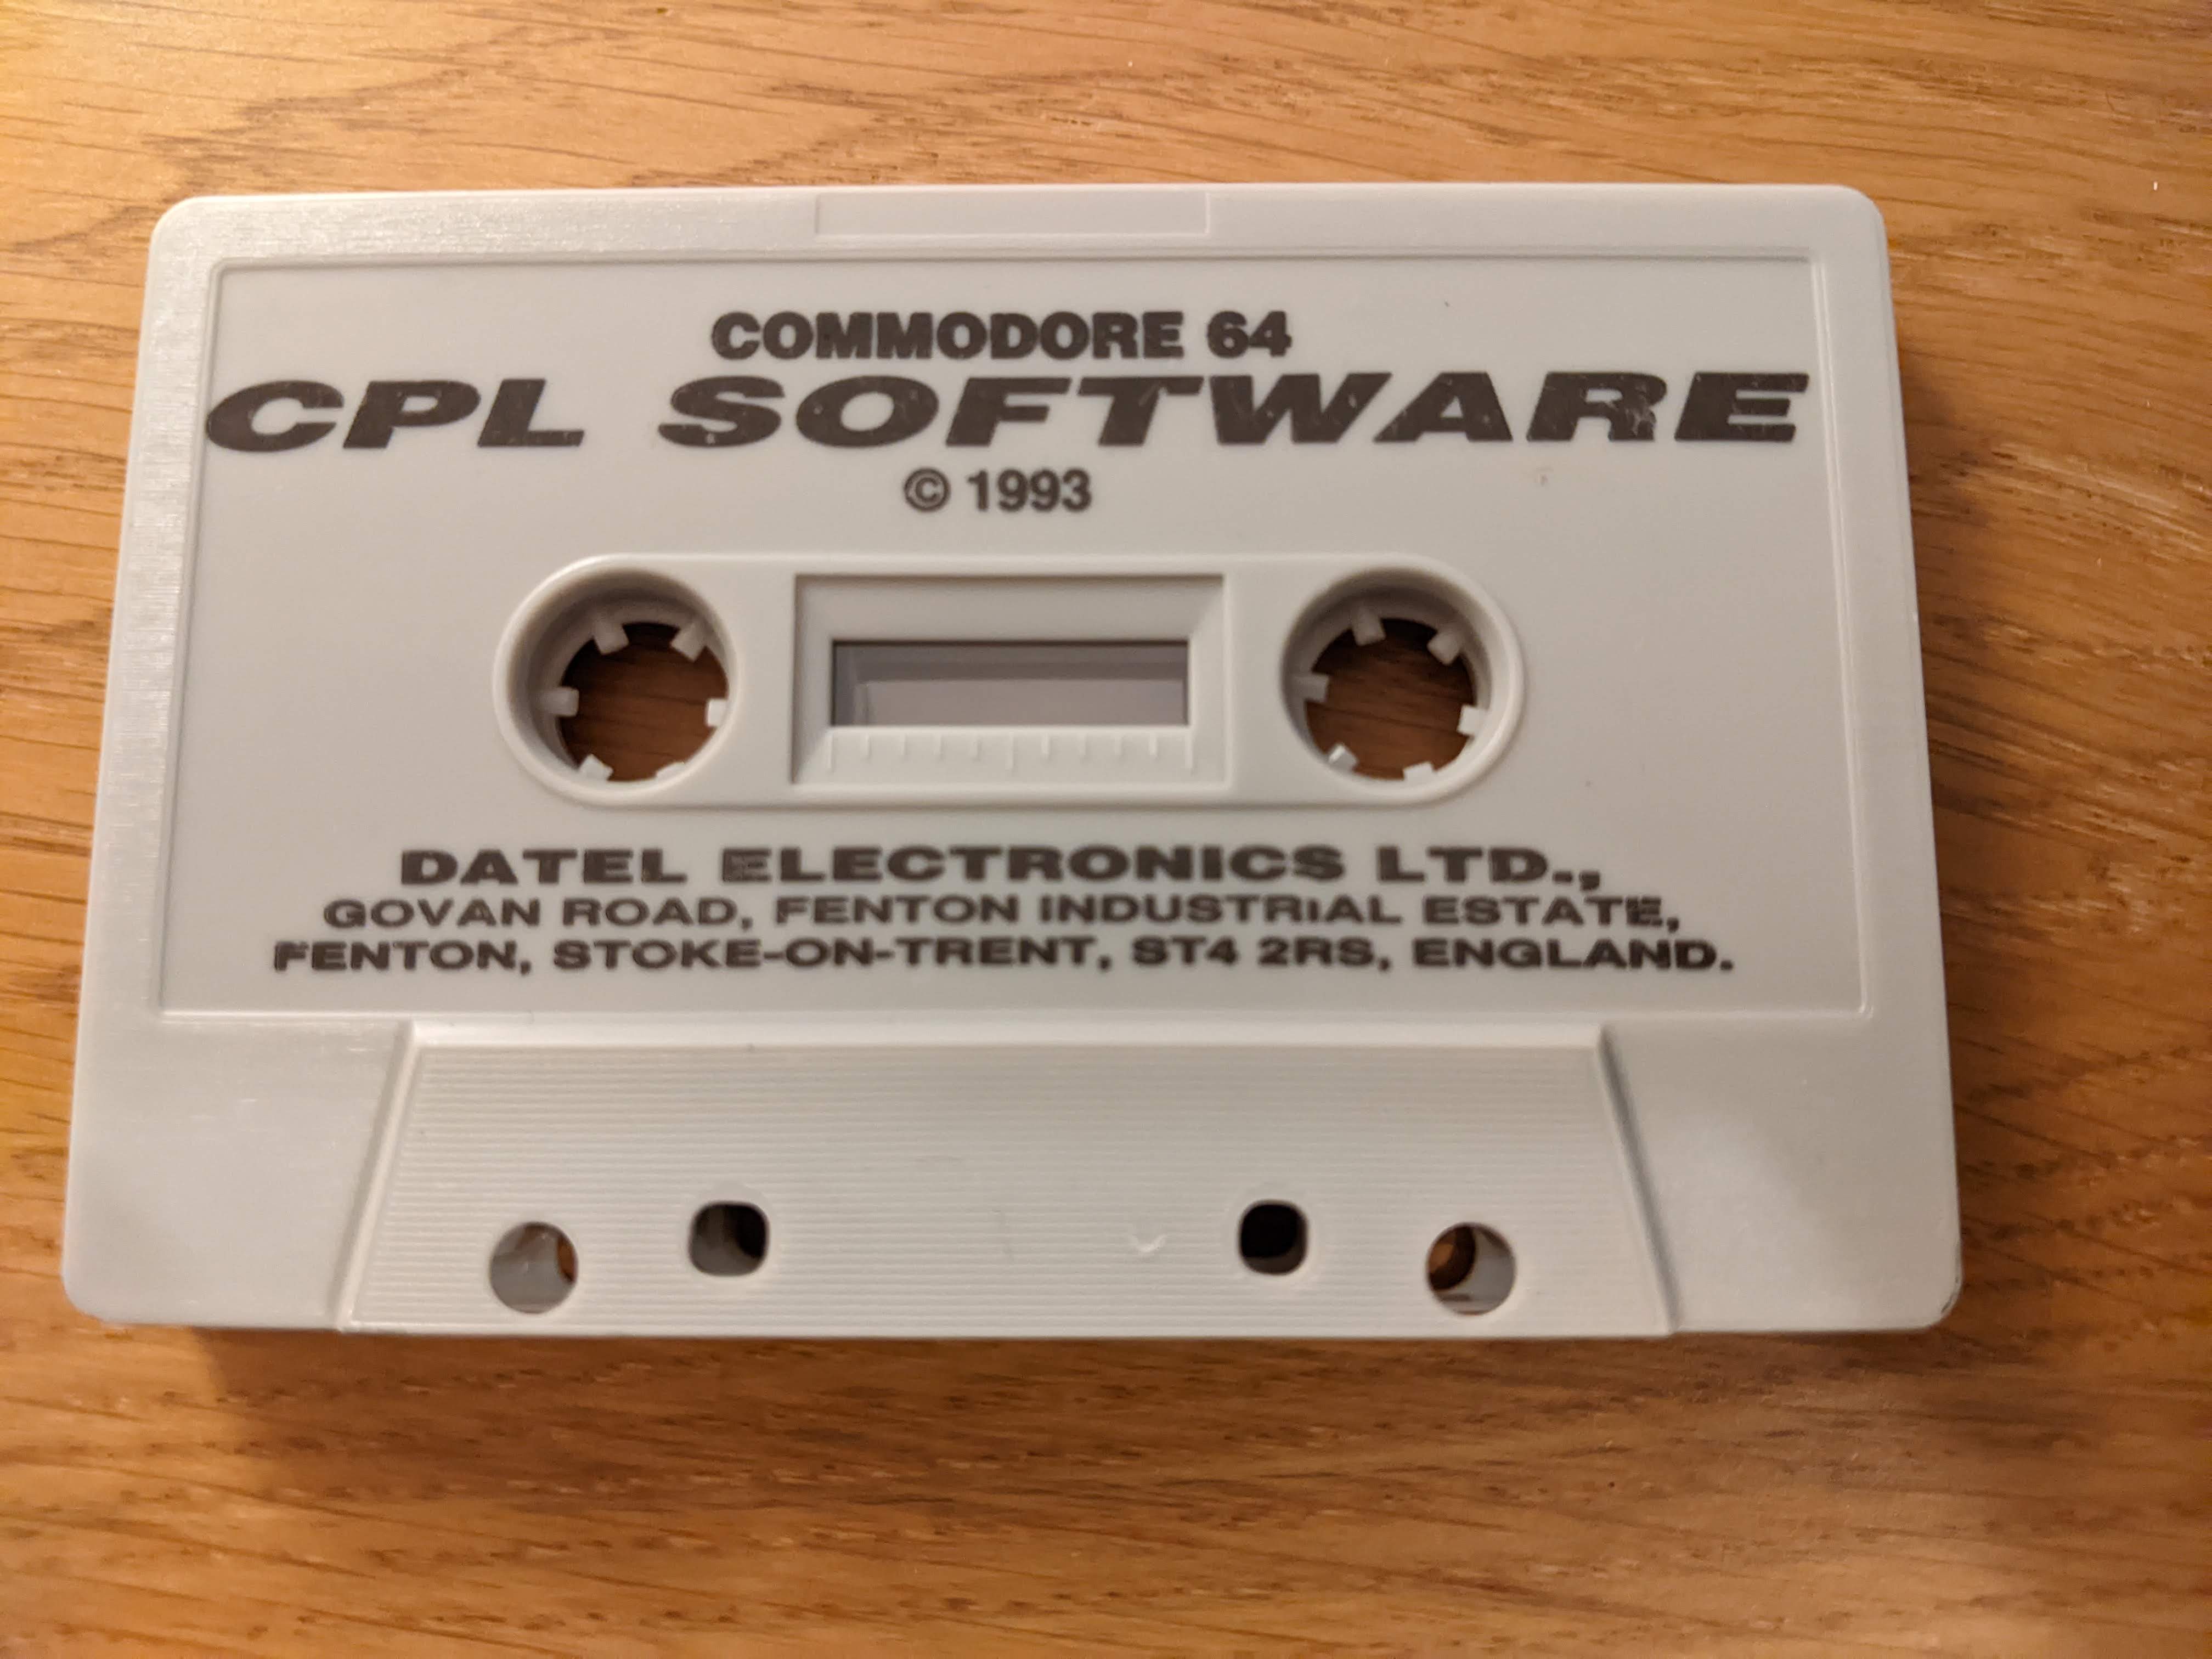 COMMODORE 64
CPL SOFTWARE
© 1993
DATEL ELECTRONICS LTD.,
GOVAN ROAD, FENTON INDUSTRIAL ESTATE,
FENTON, STOKE-ON-TRENT, ST4 2RS, ENGLAND.